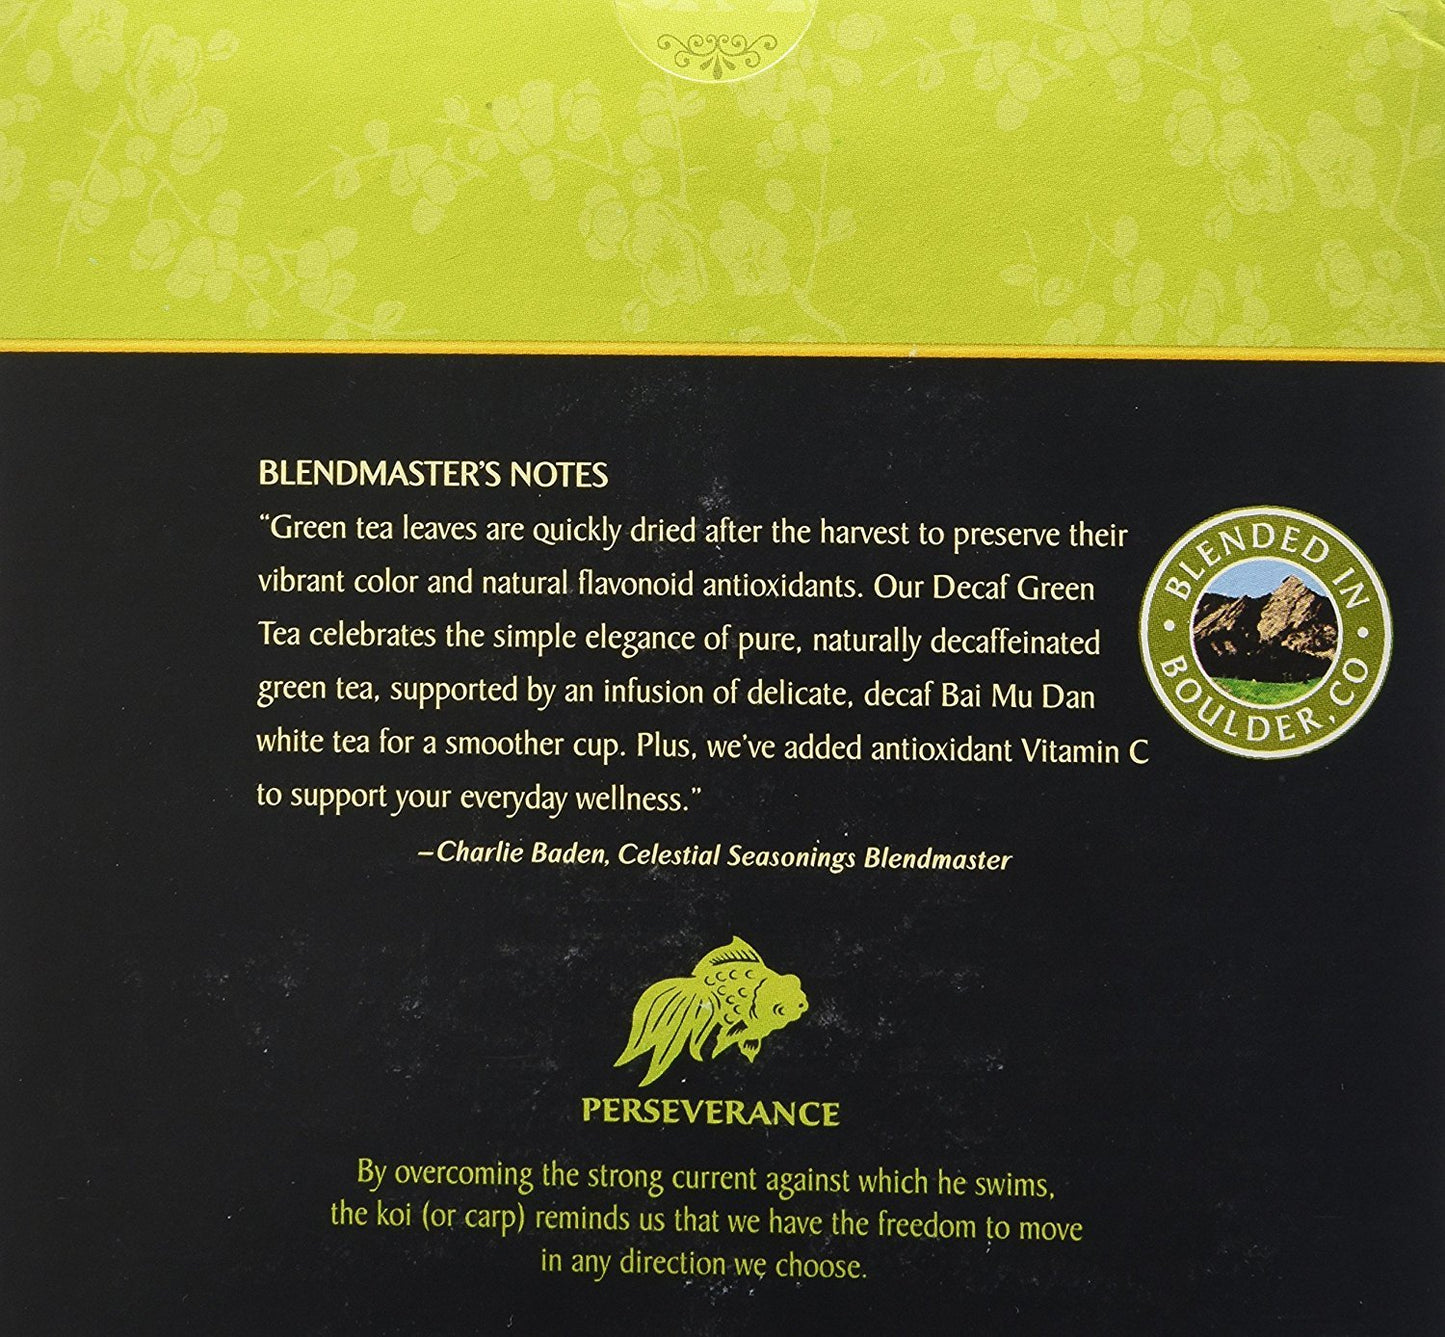 BLENDMASTER'S NOTES
“Green tea leaves are quickly dried after the harvest to preserve their
vibrant color and natural flavonoid antioxidants. Our Decaf Green
Tea celebrates the simple elegance of pure, naturally decaffeinated
green tea, supported by an infusion of delicate, decaf Bai Mu Dan
white tea for a smoother cup. Plus, we've added antioxidant Vitamin C
to support your everyday wellness.”
–Charlie Baden, Celestial Seasonings Blendmaster
BLENDED IN
BOULDER, CO
PERSEVERANCE
By overcoming the strong current against which he swims,
the koi (or carp) reminds us that we have the freedom to move
in any direction we choose.